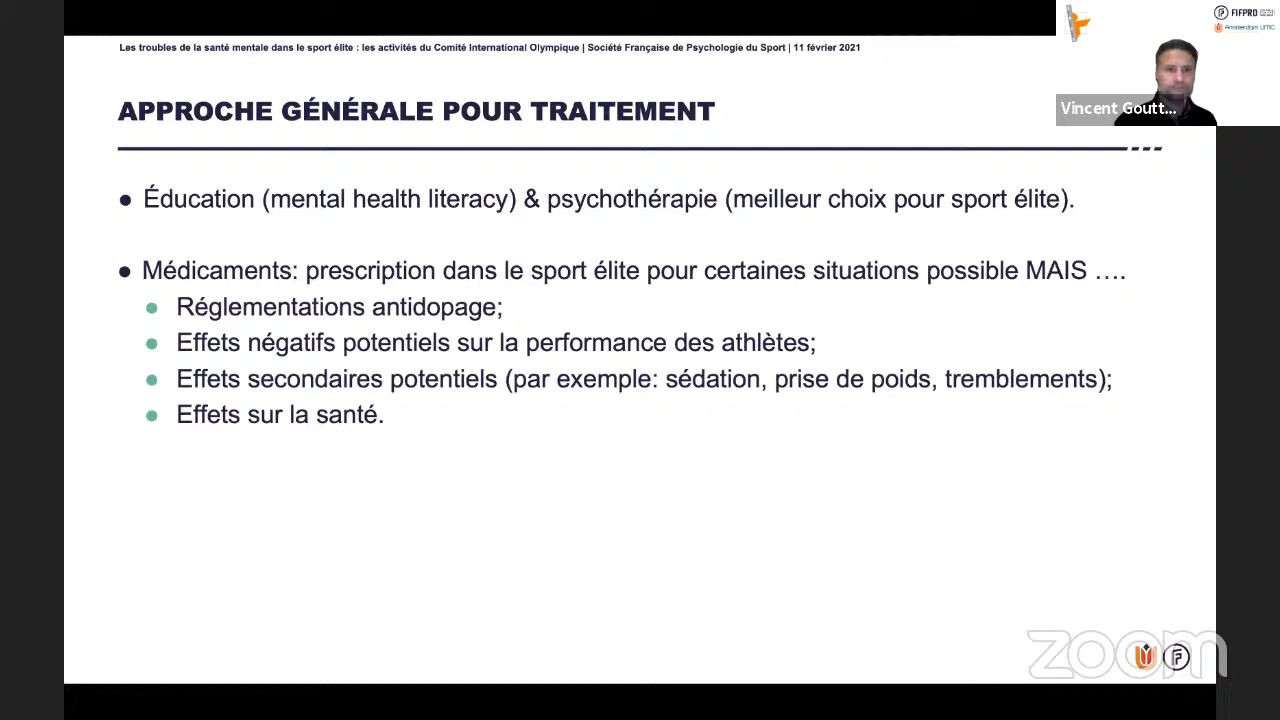 Les troubles de la santé mentale dans le sport élite : les activités du Comité International Olympique | Société Française de Psychologie du Sport | 11 février 2021
FIFPRO
Amsterdam UMC
Vincent Goutt...
APPROCHE GÉNÉRALE POUR TRAITEMENT
● Éducation (mental health literacy) & psychothérapie (meilleur choix pour sport élite).
● Médicaments: prescription dans le sport élite pour certaines situations possible MAIS ….
● Réglementations antidopage;
● Effets négatifs potentiels sur la performance des athlètes;
● Effets secondaires potentiels (par exemple: sédation, prise de poids, tremblements);
● Effets sur la santé.
zoom